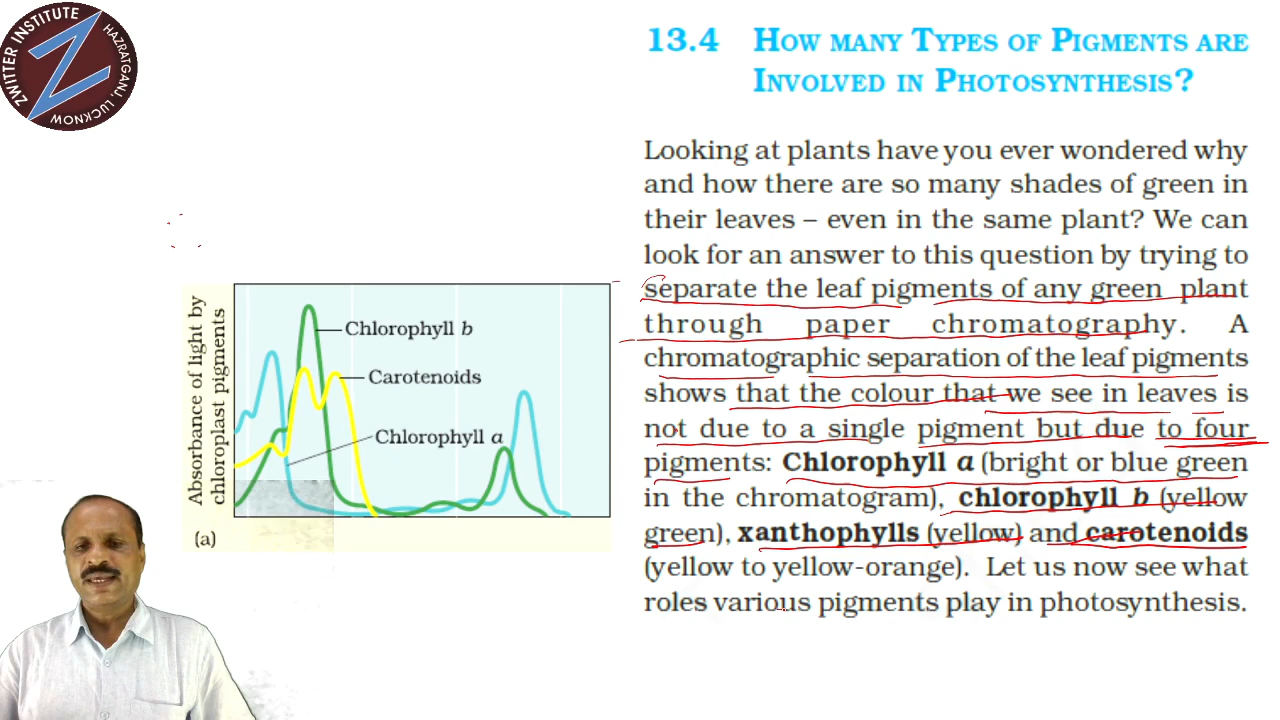 ZWITTER INSTITUTE
HAZRATGANJ, LUCKNOW
Z
13.4 HOW MANY TYPES OF PIGMENTS ARE
INVOLVED IN PHOTOSYNTHESIS?
Looking at plants have you ever wondered why
and how there are so many shades of green in
their leaves – even in the same plant? We can
look for an answer to this question by trying to
separate the leaf pigments of any green plant
through paper chromatography. A
chromatographic separation of the leaf pigments
shows that the colour that we see in leaves is
not due to a single pigment but due to four
pigments: Chlorophyll a (bright or blue green
in the chromatogram), chlorophyll b (yellow
green), xanthophylls (yellow) and carotenoids
(yellow to yellow-orange). Let us now see what
roles various pigments play in photosynthesis.
Absorbance of light by
chloroplast pigments
Chlorophyll b
Carotenoids
Chlorophyll a
(a)